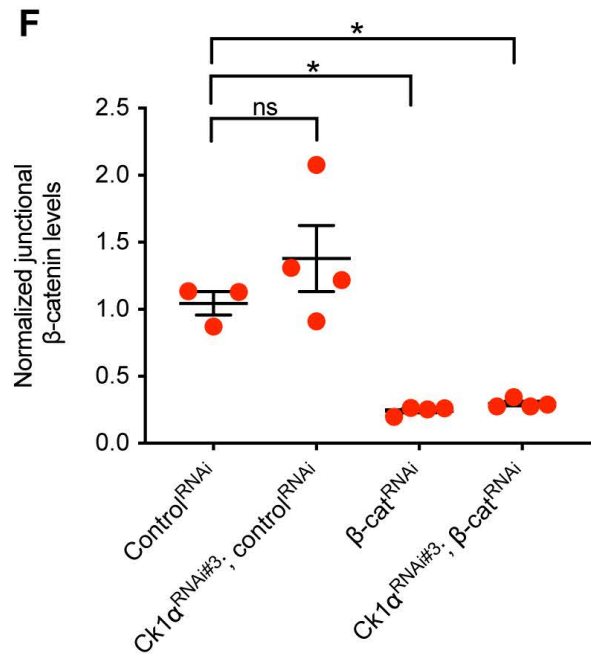 F
*
*
ns
2.5
2.0
1.5
1.0
0.5
0.0
Normalized junctional
β-catenin levels
Control^RNAi
Ck1α^RNAi#3; control^RNAi
β-cat^RNAi
Ck1α^RNAi#3; β-cat^RNAi